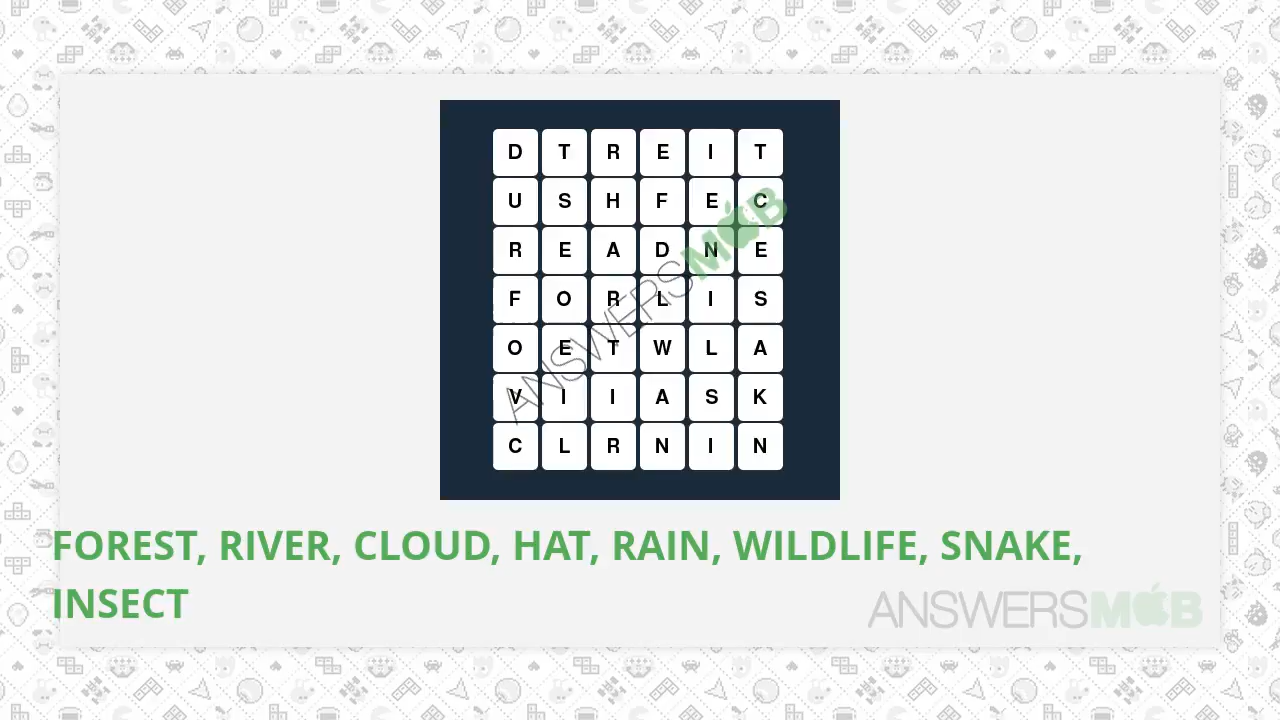 D T R E I T
U S H F E C
R E A D N E
F O R L I S
O E T W L A
V I I A S K
C L R N I N
ANSWERSMOB
FOREST, RIVER, CLOUD, HAT, RAIN, WILDLIFE, SNAKE,
INSECT
ANSWERSMOB